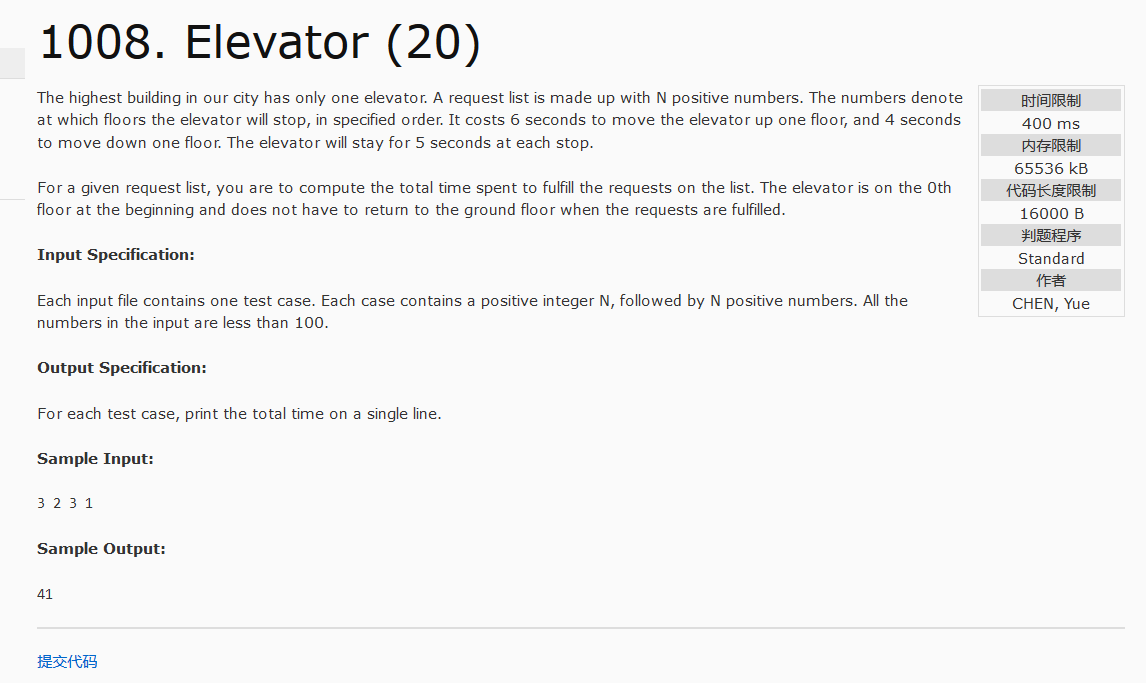 1008. Elevator (20)
The highest building in our city has only one elevator. A request list is made up with N positive numbers. The numbers denote
at which floors the elevator will stop, in specified order. It costs 6 seconds to move the elevator up one floor, and 4 seconds
to move down one floor. The elevator will stay for 5 seconds at each stop.
For a given request list, you are to compute the total time spent to fulfill the requests on the list. The elevator is on the 0th
floor at the beginning and does not have to return to the ground floor when the requests are fulfilled.
Input Specification:
Each input file contains one test case. Each case contains a positive integer N, followed by N positive numbers. All the
numbers in the input are less than 100.
Output Specification:
For each test case, print the total time on a single line.
Sample Input:
3 2 3 1
Sample Output:
41
提交代码
时间限制
400 ms
内存限制
65536 kB
代码长度限制
16000 B
判题程序
Standard
作者
CHEN, Yue